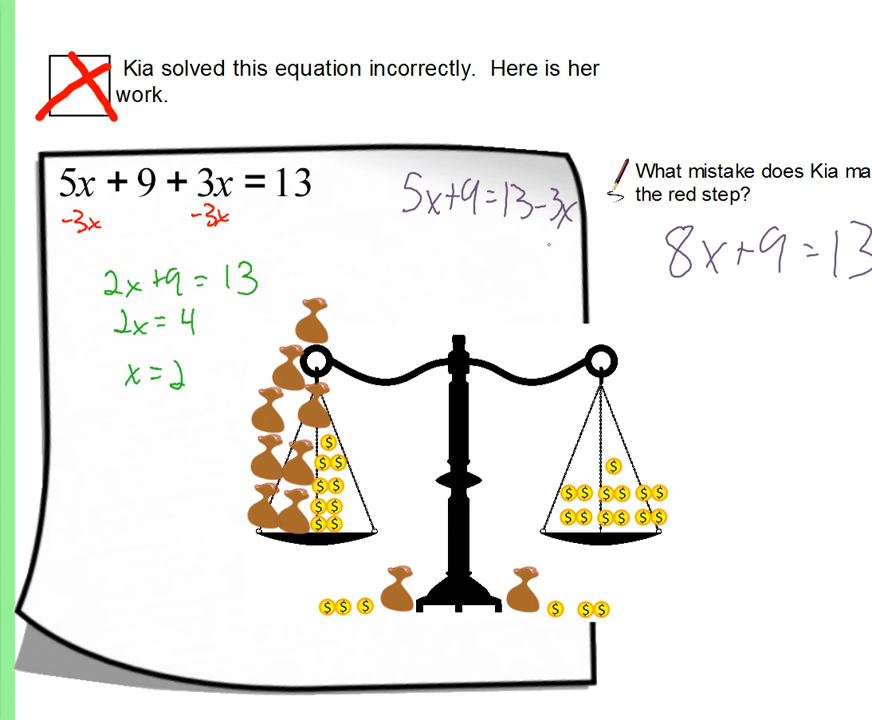 Kia solved this equation incorrectly. Here is her
work.
5x + 9 + 3x = 13
-3x -3x
2x+9 = 13
2x = 4
x = 2
5x+9=13-3x
What mistake does Kia ma
the red step?
8x+9=13